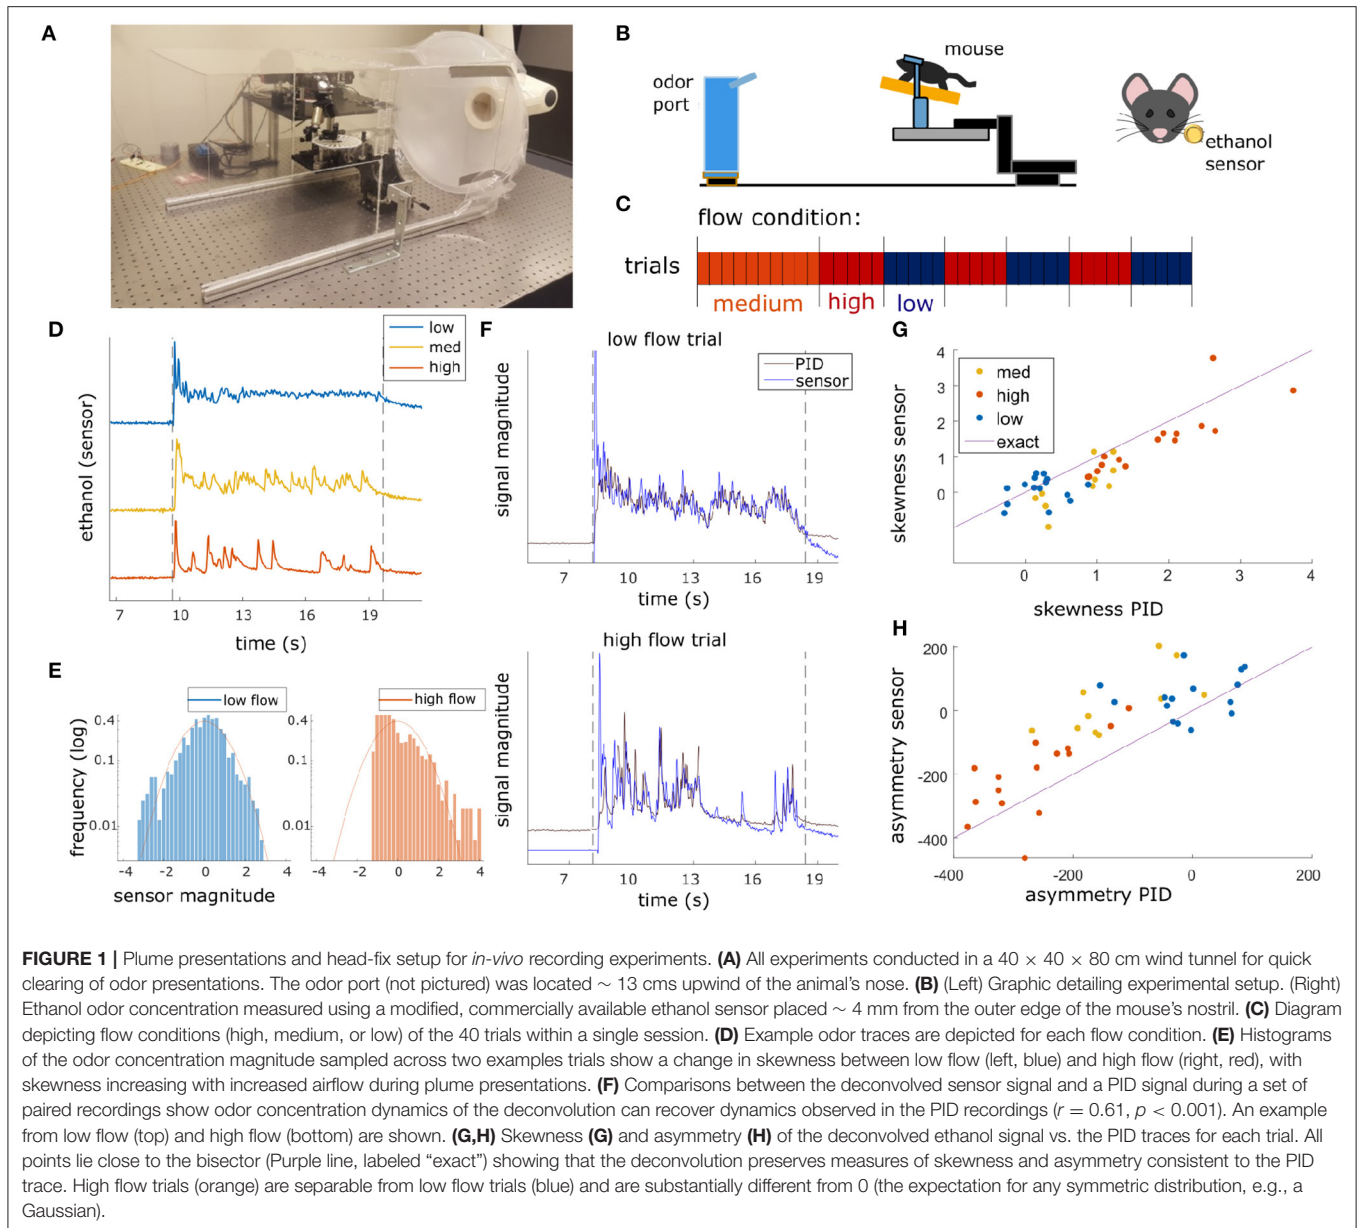 A
B
mouse
odor
port
ethanol
sensor
C
flow condition:
trials
medium
high
low
D
low
med
high
ethanol (sensor)
7
10
13
16
19
time (s)
E
low flow
high flow
frequency (log)
0.4
0.1
0.01
0.4
0.1
0.01
-4
-2
0
2
4
-4
-2
0
2
4
sensor magnitude
F
low flow trial
PID
sensor
signal magnitude
7
10
13
16
19
time (s)
high flow trial
signal magnitude
7
10
13
16
19
time (s)
G
4
3
2
1
0
med
high
low
exact
skewness sensor
0
1
2
3
4
skewness PID
H
200
0
-200
-400
asymmetry sensor
-400
-200
0
200
asymmetry PID
FIGURE 1 | Plume presentations and head-fix setup for in-vivo recording experiments. (A) All experiments conducted in a 40 × 40 × 80 cm wind tunnel for quick
clearing of odor presentations. The odor port (not pictured) was located ∼ 13 cms upwind of the animal's nose. (B) (Left) Graphic detailing experimental setup. (Right)
Ethanol odor concentration measured using a modified, commercially available ethanol sensor placed ∼ 4 mm from the outer edge of the mouse's nostril. (C) Diagram
depicting flow conditions (high, medium, or low) of the 40 trials within a single session. (D) Example odor traces are depicted for each flow condition. (E) Histograms
of the odor concentration magnitude sampled across two examples trials show a change in skewness between low flow (left, blue) and high flow (right, red), with
skewness increasing with increased airflow during plume presentations. (F) Comparisons between the deconvolved sensor signal and a PID signal during a set of
paired recordings show odor concentration dynamics of the deconvolution can recover dynamics observed in the PID recordings (r = 0.61, p < 0.001). An example
from low flow (top) and high flow (bottom) are shown. (G,H) Skewness (G) and asymmetry (H) of the deconvolved ethanol signal vs. the PID traces for each trial. All
points lie close to the bisector (Purple line, labeled "exact") showing that the deconvolution preserves measures of skewness and asymmetry consistent to the PID
trace. High flow trials (orange) are separable from low flow trials (blue) and are substantially different from 0 (the expectation for any symmetric distribution, e.g., a
Gaussian).